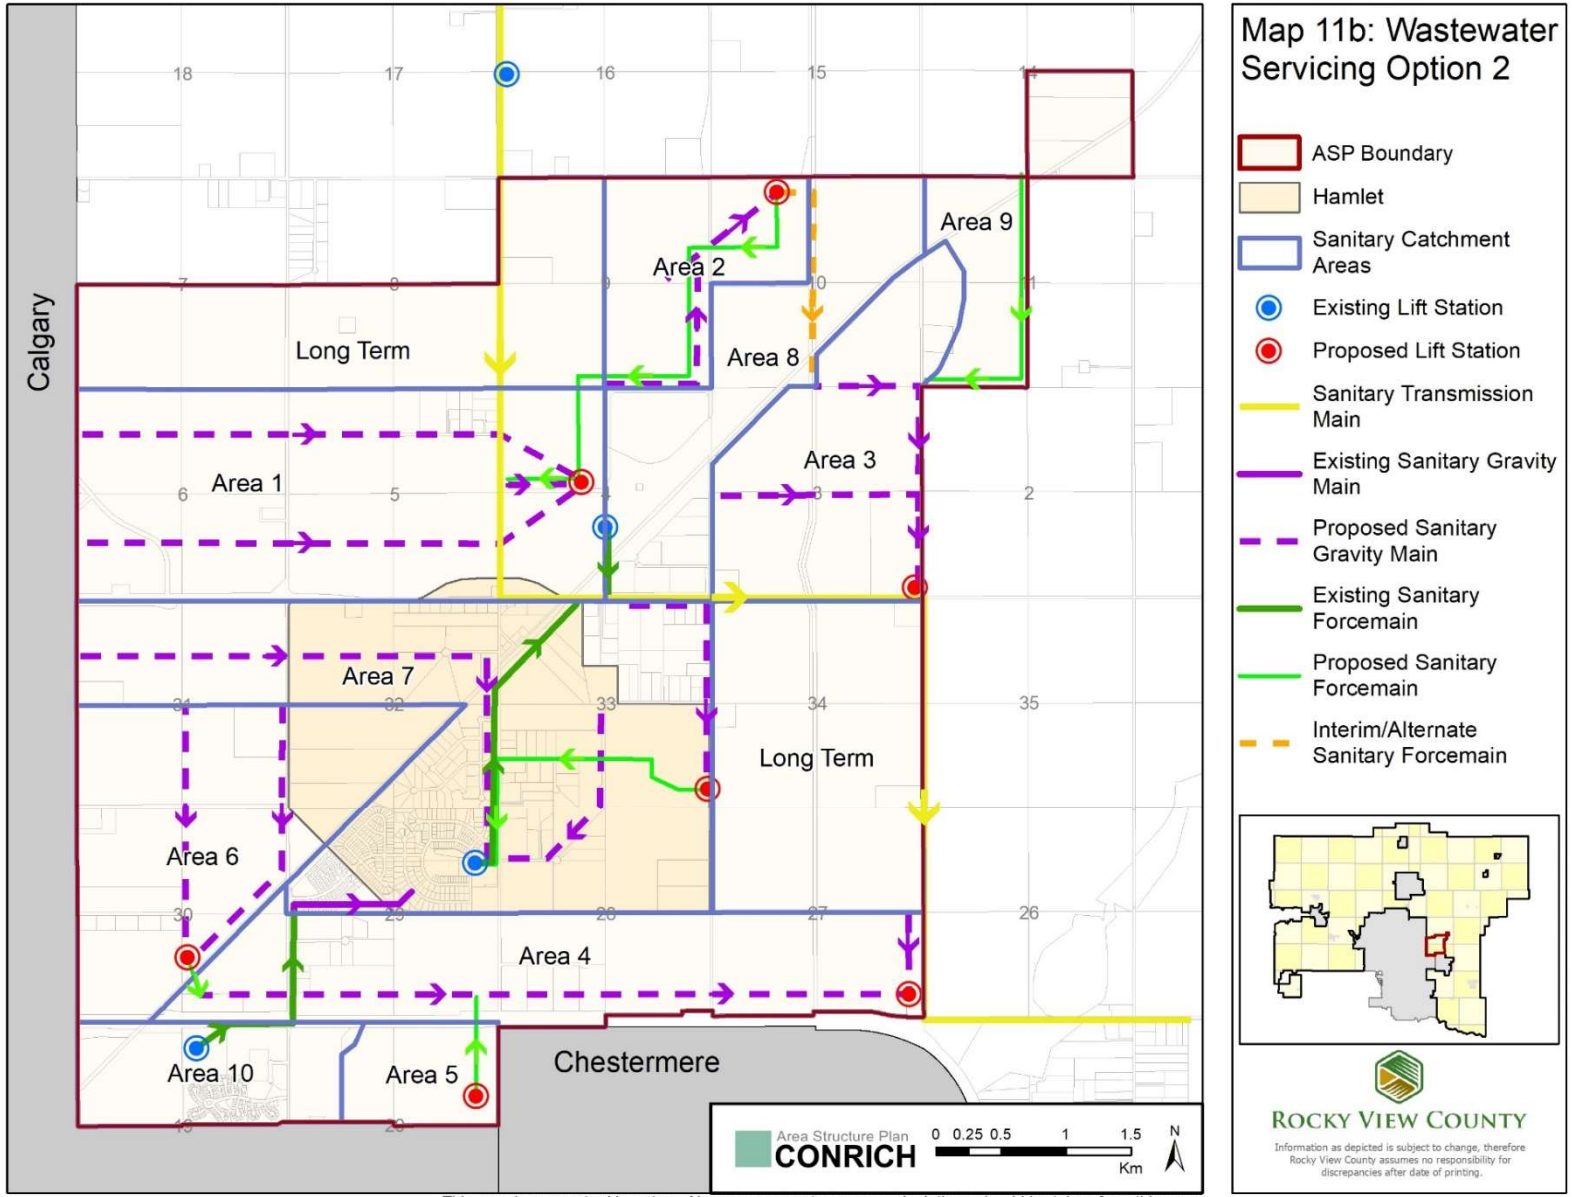 Map 11b: Wastewater
Servicing Option 2
ASP Boundary
Hamlet
Sanitary Catchment
Areas
Existing Lift Station
Proposed Lift Station
Sanitary Transmission
Main
Existing Sanitary Gravity
Main
Proposed Sanitary
Gravity Main
Existing Sanitary
Forcemain
Proposed Sanitary
Forcemain
Interim/Alternate
Sanitary Forcemain
ROCKY VIEW COUNTY
Information as depicted is subject to change, therefore
Rocky View County assumes no responsibility for
discrepancies after date of printing.
18
17
16
15
14
Area 9
Area 2
7
8
9
10
11
Calgary
Long Term
Area 8
Area 3
Area 1
6
5
4
3
2
Area 7
31
32
33
34
35
Long Term
Area 6
30
29
28
27
26
Area 4
Chestermere
Area 10
Area 5
19
20
Area Structure Plan
CONRICH
0 0.25 0.5 1 1.5
Km
N